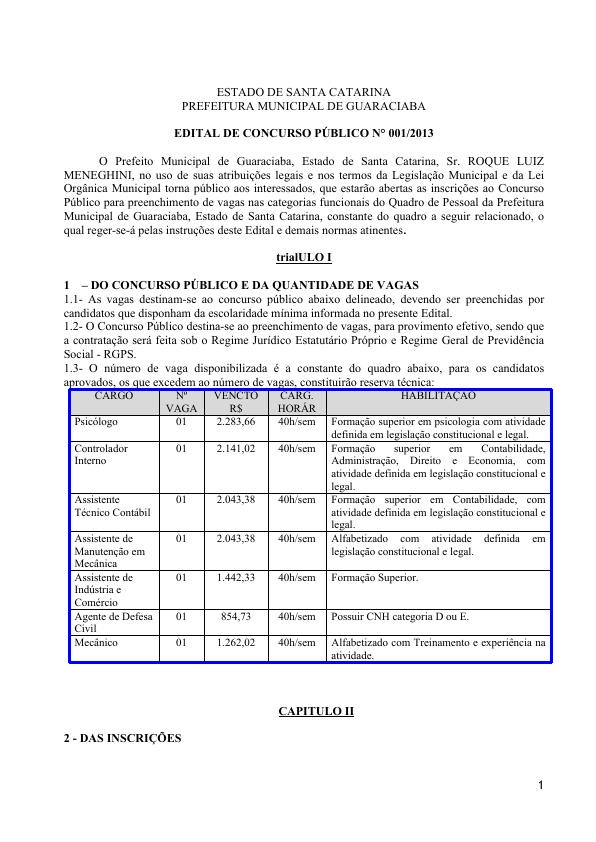 ESTADO DE SANTA CATARINA
PREFEITURA MUNICIPAL DE GUARACIABA
EDITAL DE CONCURSO PÚBLICO N° 001/2013
O Prefeito Municipal de Guaraciaba, Estado de Santa Catarina, Sr. ROQUE LUIZ
MENEGHINI, no uso de suas atribuições legais e nos termos da Legislação Municipal e da Lei
Orgânica Municipal torna público aos interessados, que estarão abertas as inscrições ao Concurso
Público para preenchimento de vagas nas categorias funcionais do Quadro de Pessoal da Prefeitura
Municipal de Guaraciaba, Estado de Santa Catarina, constante do quadro a seguir relacionado, o
qual reger-se-á pelas instruções deste Edital e demais normas atinentes.
trialULO I
1 – DO CONCURSO PÚBLICO E DA QUANTIDADE DE VAGAS
1.1- As vagas destinam-se ao concurso público abaixo delineado, devendo ser preenchidas por
candidatos que disponham da escolaridade mínima informada no presente Edital.
1.2- O Concurso Público destina-se ao preenchimento de vagas, para provimento efetivo, sendo que
a contratação será feita sob o Regime Jurídico Estatutário Próprio e Regime Geral de Previdência
Social - RGPS.
1.3- O número de vaga disponibilizada é a constante do quadro abaixo, para os candidatos
aprovados, os que excedem ao número de vagas, constituirão reserva técnica:
CARGO Nº VENCTO CARG. HABILITAÇÃO
VAGA R$ HORÁR
Psicólogo 01 2.283,66 40h/sem Formação superior em psicologia com atividade
definida em legislação constitucional e legal.
Controlador 01 2.141,02 40h/sem Formação superior em Contabilidade,
Interno Administração, Direito e Economia, com
atividade definida em legislação constitucional e
legal.
Assistente 01 2.043,38 40h/sem Formação superior em Contabilidade, com
Técnico Contábil atividade definida em legislação constitucional e
legal.
Assistente de 01 2.043,38 40h/sem Alfabetizado com atividade definida em
Manutenção em legislação constitucional e legal.
Mecânica
Assistente de 01 1.442,33 40h/sem Formação Superior.
Indústria e
Comércio
Agente de Defesa 01 854,73 40h/sem Possuir CNH categoria D ou E.
Civil
Mecânico 01 1.262,02 40h/sem Alfabetizado com Treinamento e experiência na
atividade.
CAPITULO II
2 - DAS INSCRIÇÕES
1